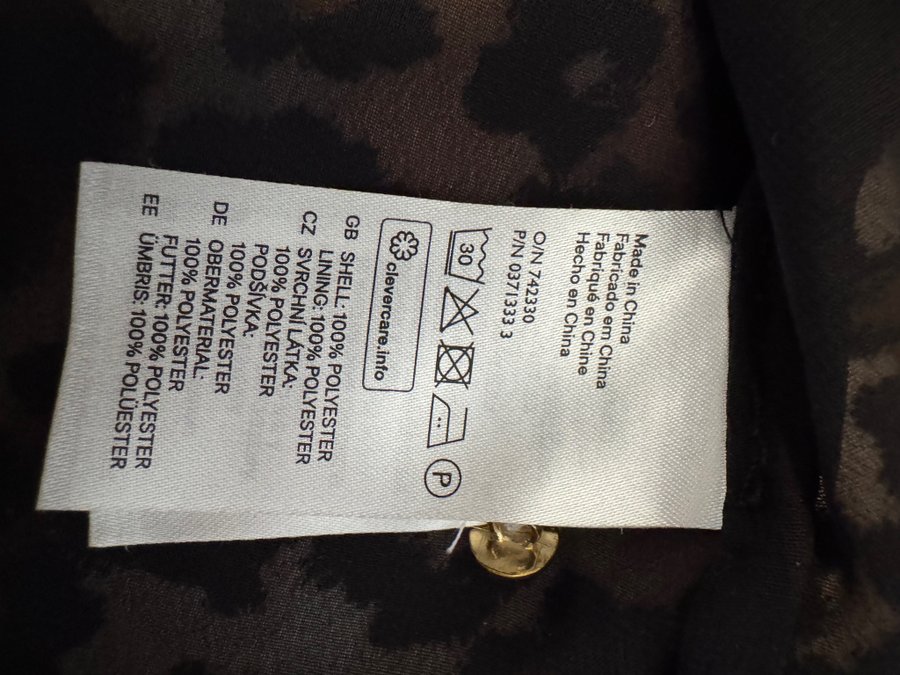 Made in China
Fabricado em China
Fabriqué en Chine
Hecho en China
O/N 742330
P/N 0371333 3
30
P
clevercare.info
GB SHELL: 100% POLYESTER
LINING: 100% POLYESTER
CZ SVRCHNÍ LÁTKA:
100% POLYESTER
PODŠÍVKA:
100% POLYESTER
DE OBERMATERIAL:
100% POLYESTER
FUTTER: 100% POLYESTER
EE ÜMBRIS: 100% POLÜESTER